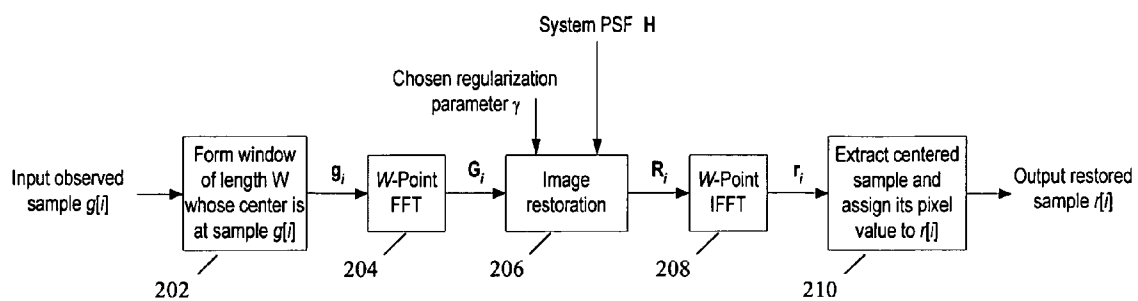 System PSF H
Chosen regularization
parameter γ
Input observed
sample g[i]
Form window
of length W
whose center is
at sample g[i]
gᵢ
W-Point
FFT
Gᵢ
Image
restoration
Rᵢ
W-Point
IFFT
rᵢ
Extract centered
sample and
assign its pixel
value to r[i]
Output restored
sample r[i]
202
204
206
208
210